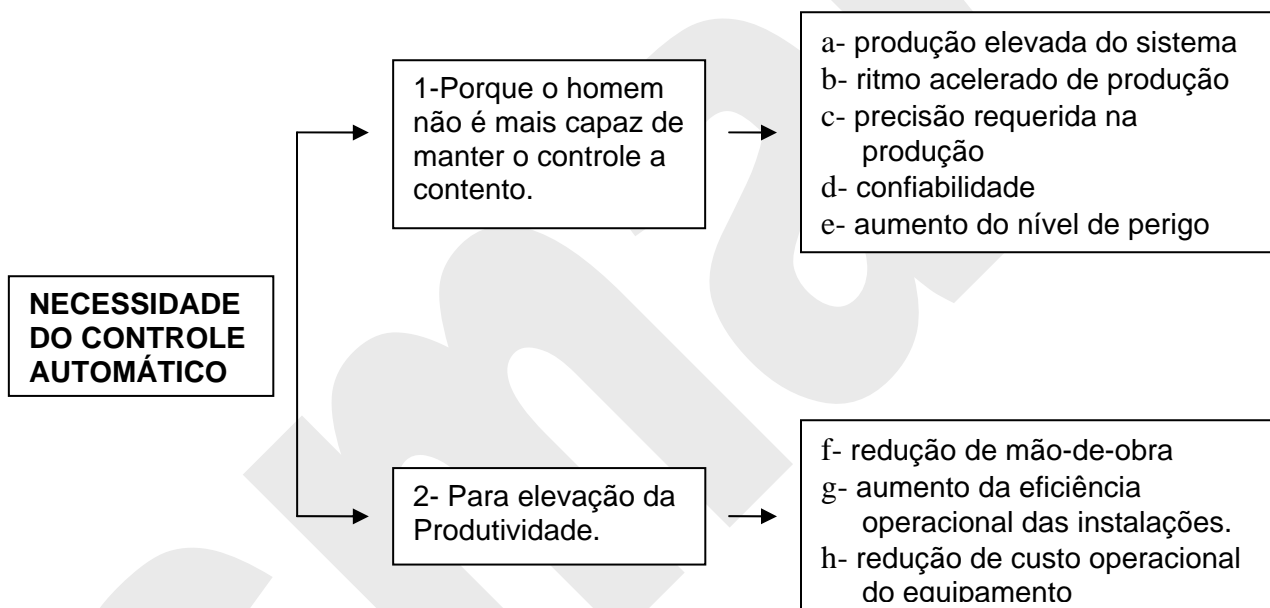 NECESSIDADE
DO CONTROLE
AUTOMÁTICO
1-Porque o homem
não é mais capaz de
manter o controle a
contento.
a- produção elevada do sistema
b- ritmo acelerado de produção
c- precisão requerida na
produção
d- confiabilidade
e- aumento do nível de perigo
2- Para elevação da
Produtividade.
f- redução de mão-de-obra
g- aumento da eficiência
operacional das instalações.
h- redução de custo operacional
do equipamento